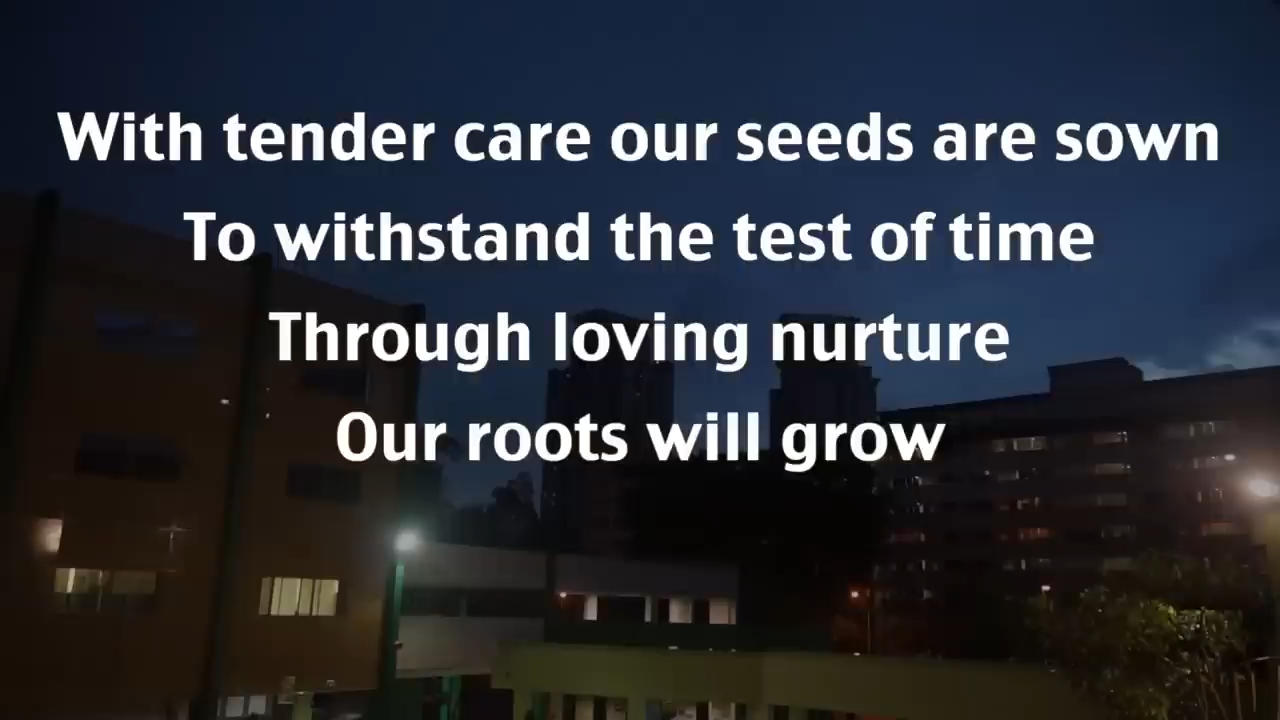 With tender care our seeds are sown
To withstand the test of time
Through loving nurture
Our roots will grow